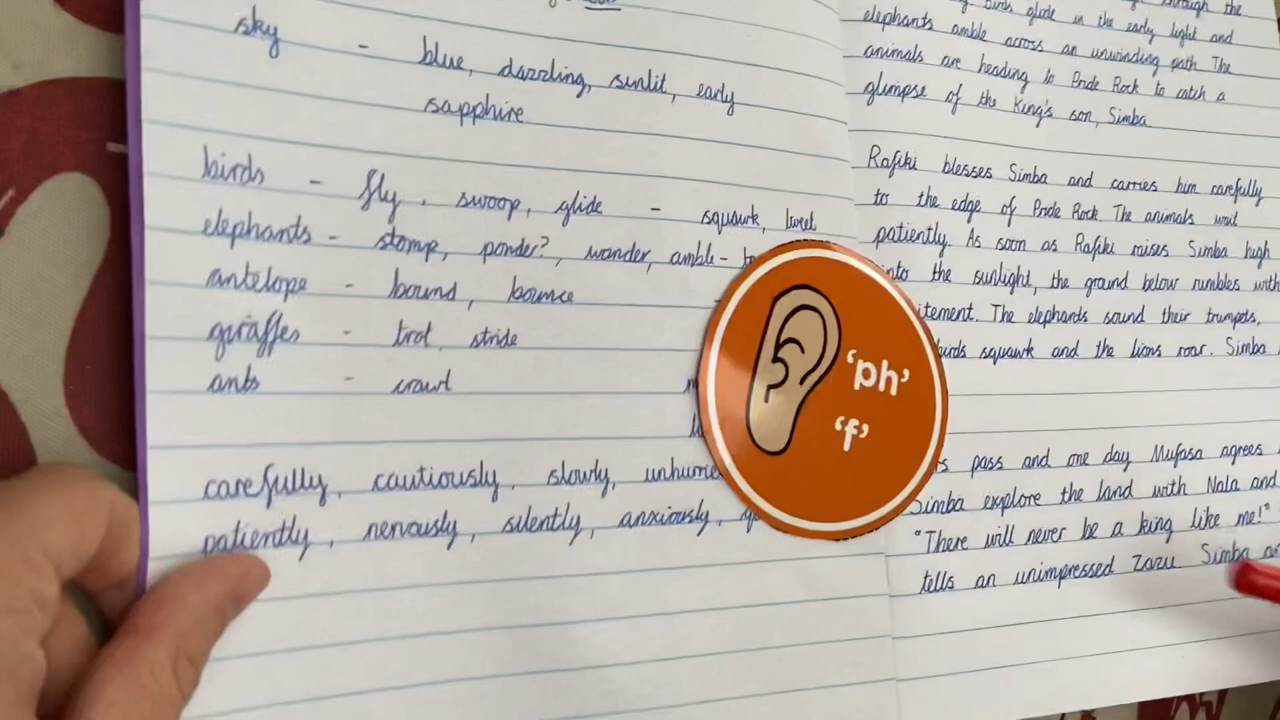 sky - blue, dazzling, sunlit, early
sapphire
birds - fly, swoop, glide - squawk, tweet
elephants - stomp, ponder?, wander, amble -
antelope - bound, bounce
giraffes - trot, stride
ants - crawl
carefully, cautiously, slowly,
patiently, nervously, silently, anxiously,
'ph'
'f'
through the
birds glide in the early light and
elephants amble across an unwinding path The
animals are heading to Pride Rock to catch a
glimpse of the King's son, Simba
Rafiki blesses Simba and carries him carefully
to the edge of Pride Rock. The animals wait
patiently. As soon as Rafiki raises Simba high
into the sunlight, the ground below rumbles with
itement. The elephants sound their trumpets,
birds squawk and the lions roar. Simba
pass and one day Mufasa agrees
Simba explore the land with Nala and
"There will never be a king like me!"
tells an unimpressed Zazu. Simba